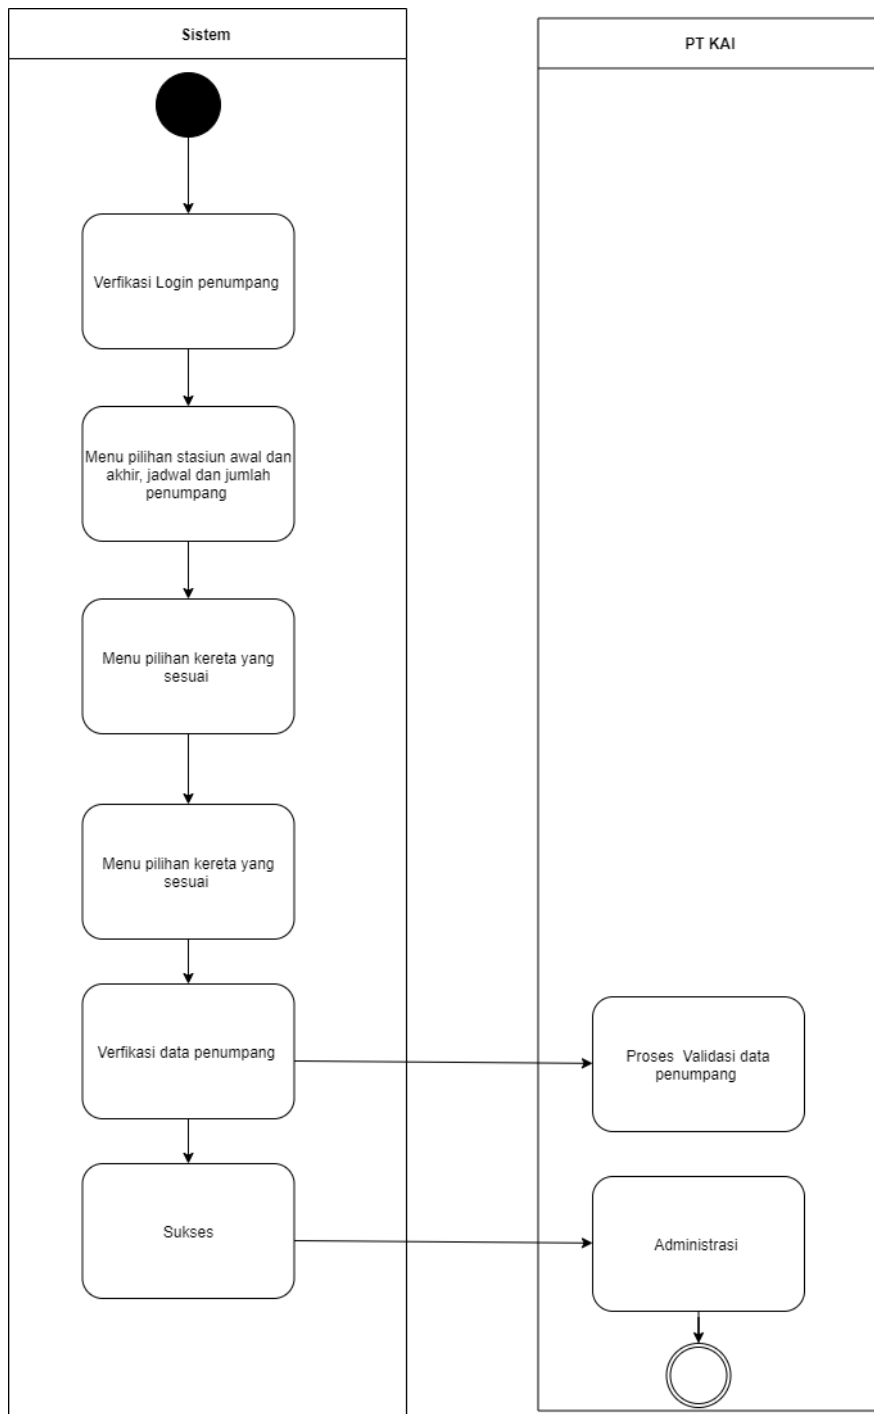 Sistem
PT KAI
Verfikasi Login penumpang
Menu pilihan stasiun awal dan
akhir, jadwal dan jumlah
penumpang
Menu pilihan kereta yang
sesuai
Menu pilihan kereta yang
sesuai
Verfikasi data penumpang
Proses Validasi data
penumpang
Sukses
Administrasi